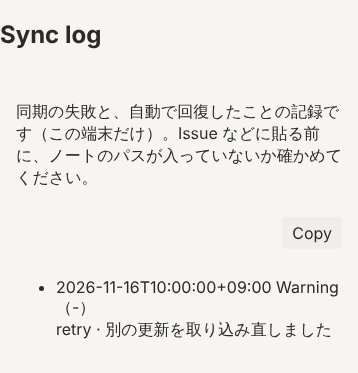 Sync log
同期の失敗と、自動で回復したことの記録で
す（この端末だけ）。Issue などに貼る前
に、ノートのパスが入っていないか確かめて
ください。
Copy
• 2026-11-16T10:00:00+09:00 Warning
（-）
retry · 別の更新を取り込み直しました